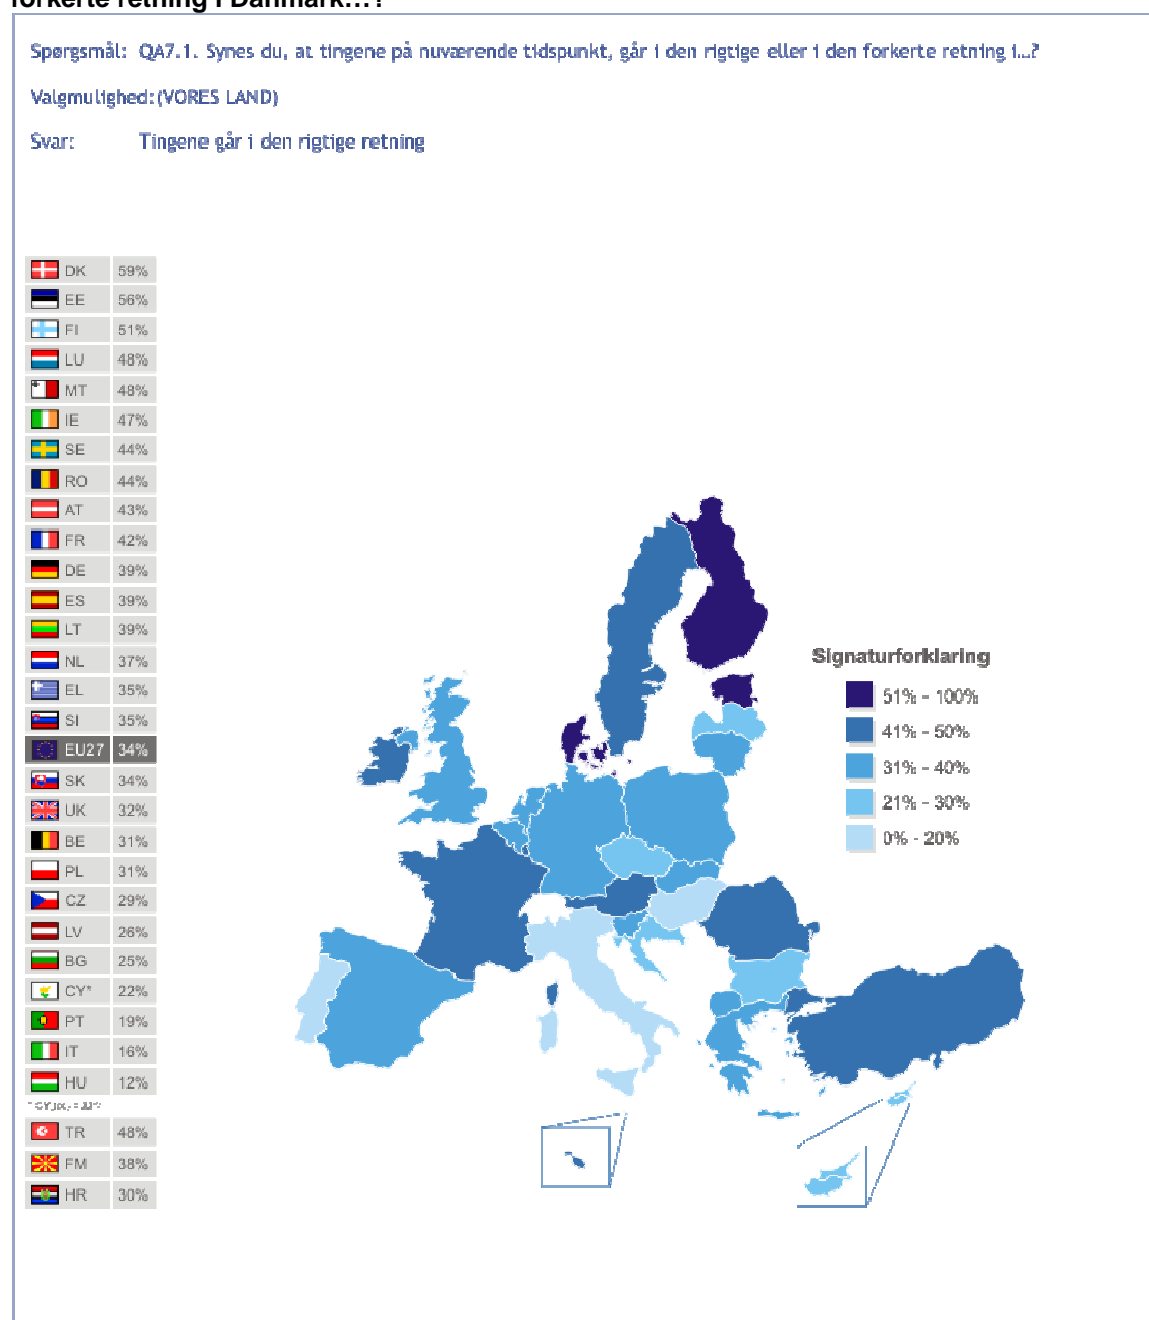 forkerte retning i Danmark…?
Spørgsmål: QA7.1. Synes du, at tingene på nuværende tidspunkt, går i den rigtige eller i den forkerte retning i...?
Valgmulighed: (VORES LAND)
Svar: Tingene går i den rigtige retning
DK 59%
EE 56%
FI 51%
LU 48%
MT 48%
IE 47%
SE 44%
RO 44%
AT 43%
FR 42%
DE 39%
ES 39%
LT 39%
NL 37%
EL 35%
SI 35%
EU27 34%
SK 34%
UK 32%
BE 31%
PL 31%
CZ 29%
LV 26%
BG 25%
CY* 22%
PT 19%
IT 16%
HU 12%
TR 48%
FM 38%
HR 30%
Signaturforklaring
51% - 100%
41% - 50%
31% - 40%
21% - 30%
0% - 20%